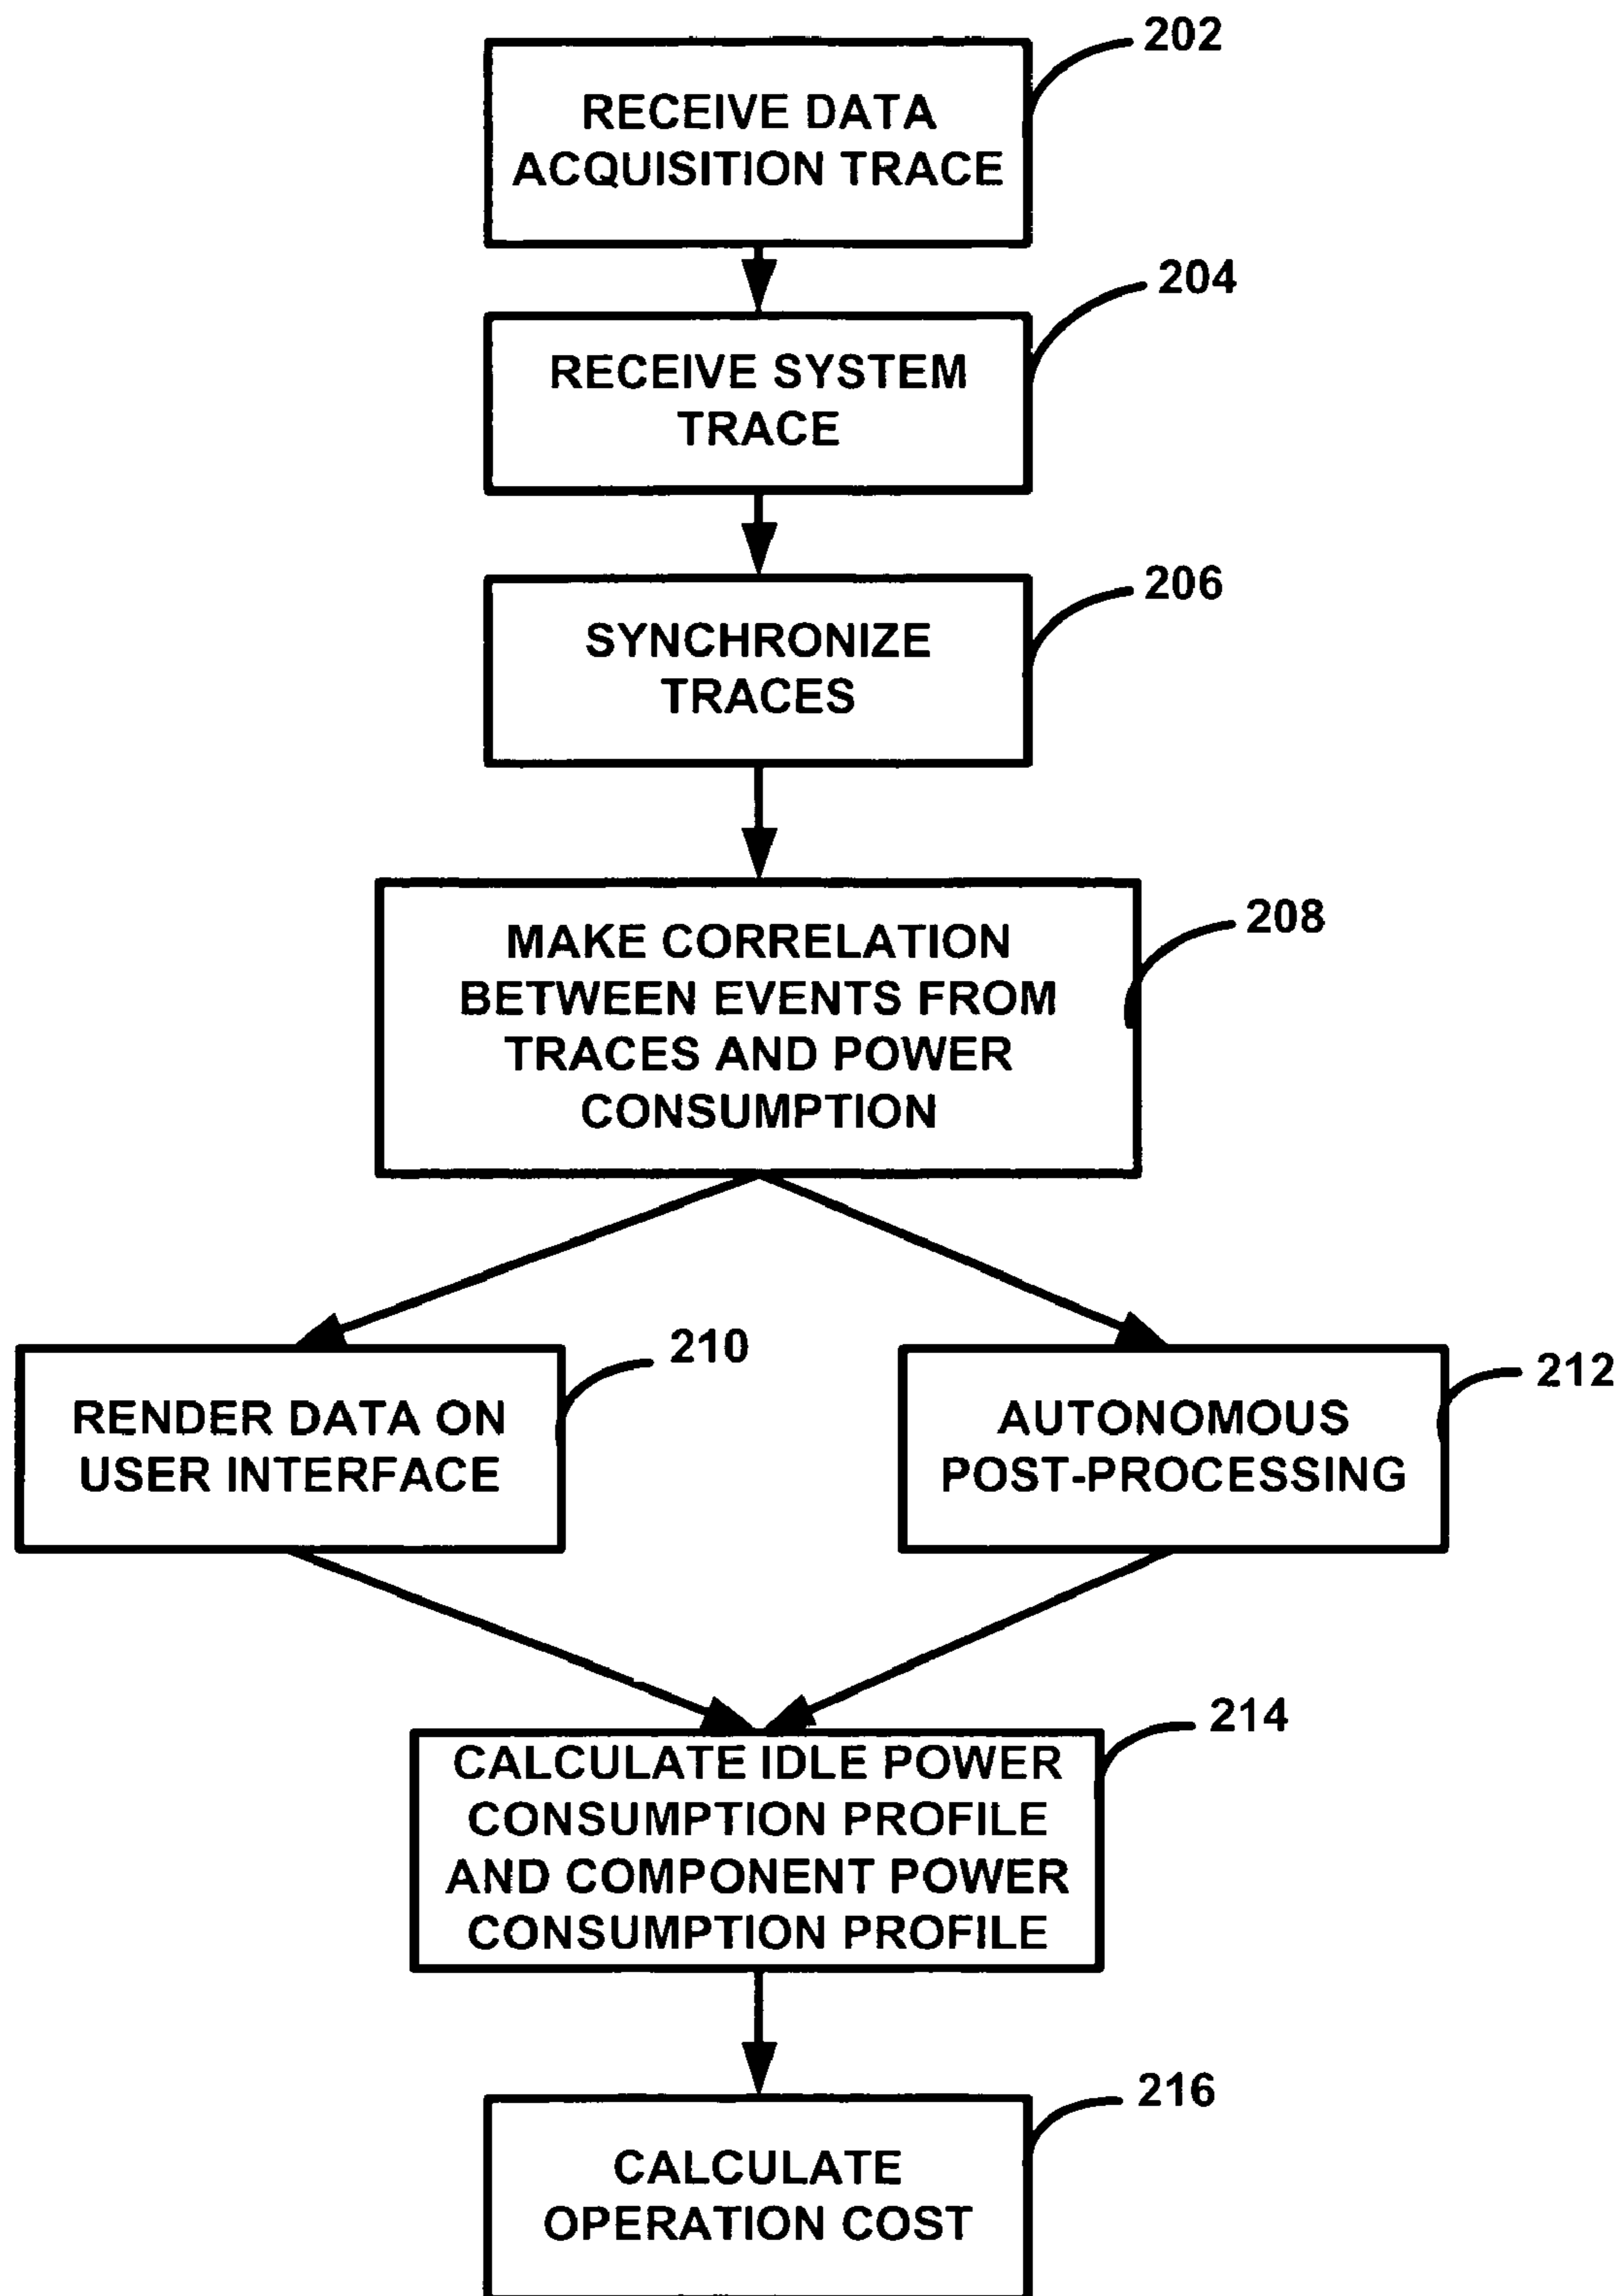 202
RECEIVE DATA
ACQUISITION TRACE
204
RECEIVE SYSTEM
TRACE
206
SYNCHRONIZE
TRACES
208
MAKE CORRELATION
BETWEEN EVENTS FROM
TRACES AND POWER
CONSUMPTION
210
RENDER DATA ON
USER INTERFACE
212
AUTONOMOUS
POST-PROCESSING
214
CALCULATE IDLE POWER
CONSUMPTION PROFILE
AND COMPONENT POWER
CONSUMPTION PROFILE
216
CALCULATE
OPERATION COST